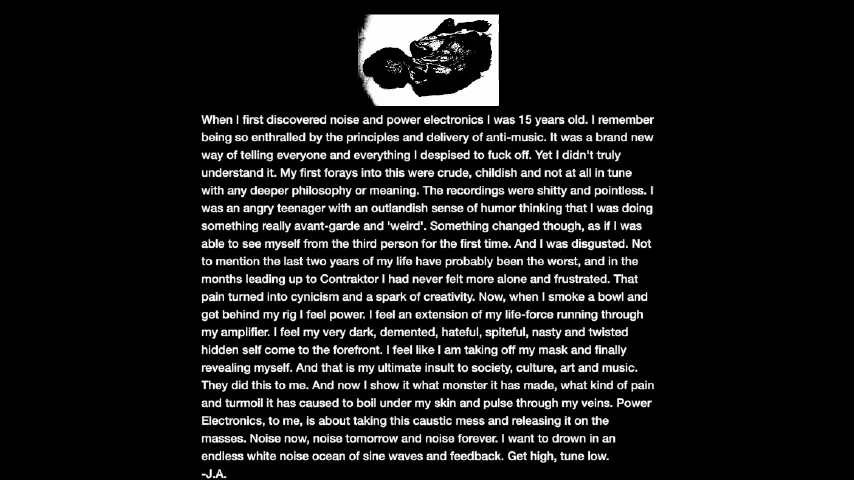 When I first discovered noise and power electronics I was 15 years old. I remember
being so enthralled by the principles and delivery of anti-music. It was a brand new
way of telling everyone and everything I despised to fuck off. Yet I didn't truly
understand it. My first forays into this were crude, childish and not at all in tune
with any deeper philosophy or meaning. The recordings were shitty and pointless. I
was an angry teenager with an outlandish sense of humor thinking that I was doing
something really avant-garde and 'weird'. Something changed though, as if I was
able to see myself from the third person for the first time. And I was disgusted. Not
to mention the last two years of my life have probably been the worst, and in the
months leading up to Contraktor I had never felt more alone and frustrated. That
pain turned into cynicism and a spark of creativity. Now, when I smoke a bowl and
get behind my rig I feel power. I feel an extension of my life-force running through
my amplifier. I feel my very dark, demented, hateful, spiteful, nasty and twisted
hidden self come to the forefront. I feel like I am taking off my mask and finally
revealing myself. And that is my ultimate insult to society, culture, art and music.
They did this to me. And now I show it what monster it has made, what kind of pain
and turmoil it has caused to boil under my skin and pulse through my veins. Power
Electronics, to me, is about taking this caustic mess and releasing it on the
masses. Noise now, noise tomorrow and noise forever. I want to drown in an
endless white noise ocean of sine waves and feedback. Get high, tune low.
-J.A.